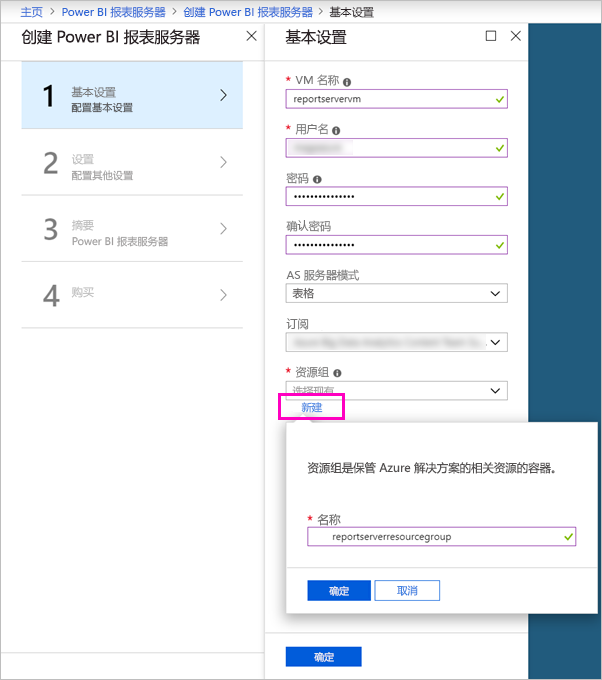 主页 > Power BI 报表服务器 > 创建 Power BI 报表服务器 > 基本设置
创建 Power BI 报表服务器
1
基本设置
配置基本设置
2
设置
配置其他设置
3
摘要
Power BI 报表服务器
4
购买
基本设置
* VM 名称
reportservervm
* 用户名
密码
•••••••••••••••
确认密码
•••••••••••••••
AS 服务器模式
表格
订阅
* 资源组
选择现有
新建
资源组是保管 Azure 解决方案的相关资源的容器。
* 名称
reportserverresourcegroup
确定 取消
确定